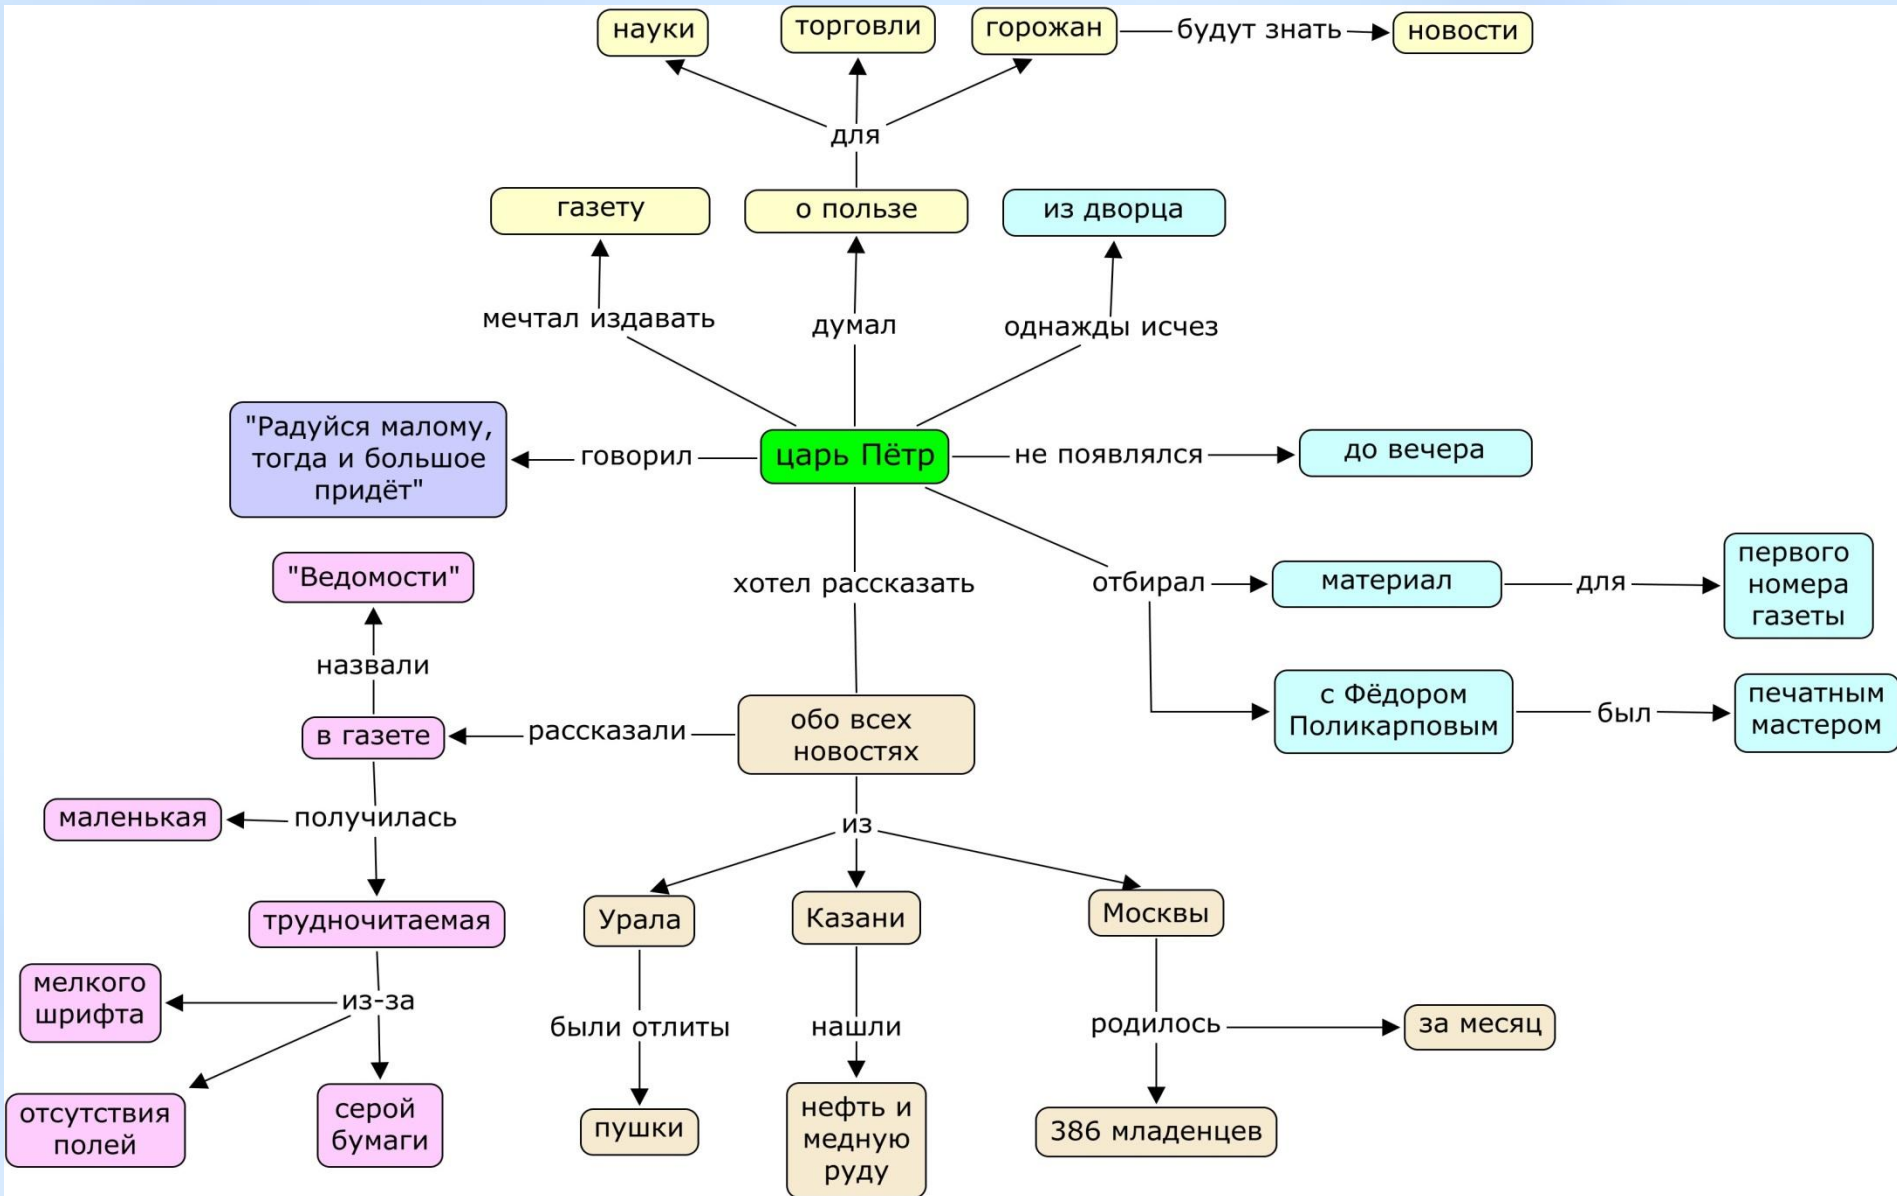 науки
торговли
горожан
будут знать
новости
для
газету
о пользе
из дворца
мечтал издавать
думал
однажды исчез
"Радуйся малому,
тогда и большое
придёт"
говорил
царь Пётр
не появлялся
до вечера
"Ведомости"
хотел рассказать
отбирал
материал
для
первого
номера
газеты
назвали
с Фёдором
Поликарповым
был
печатным
мастером
в газете
рассказали
обо всех
новостях
маленькая
получилась
из
трудночитаемая
Урала
Казани
Москвы
мелкого
шрифта
из-за
были отлиты
нашли
родилось
за месяц
отсутствия
полей
серой
бумаги
пушки
нефть и
медную
руду
386 младенцев